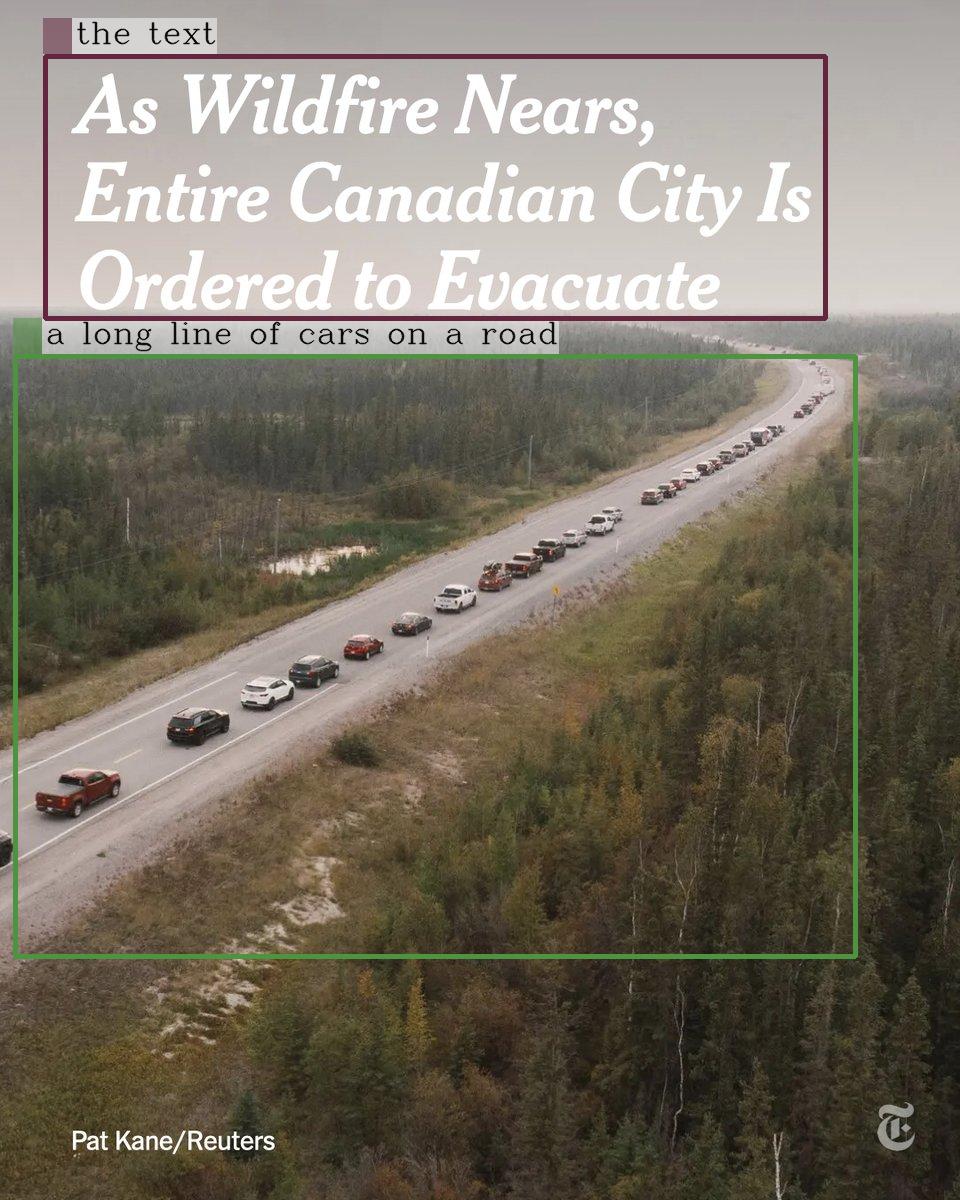 the text
As Wildfire Nears,
Entire Canadian City Is
Ordered to Evacuate
a long line of cars on a road
Pat Kane/Reuters
T